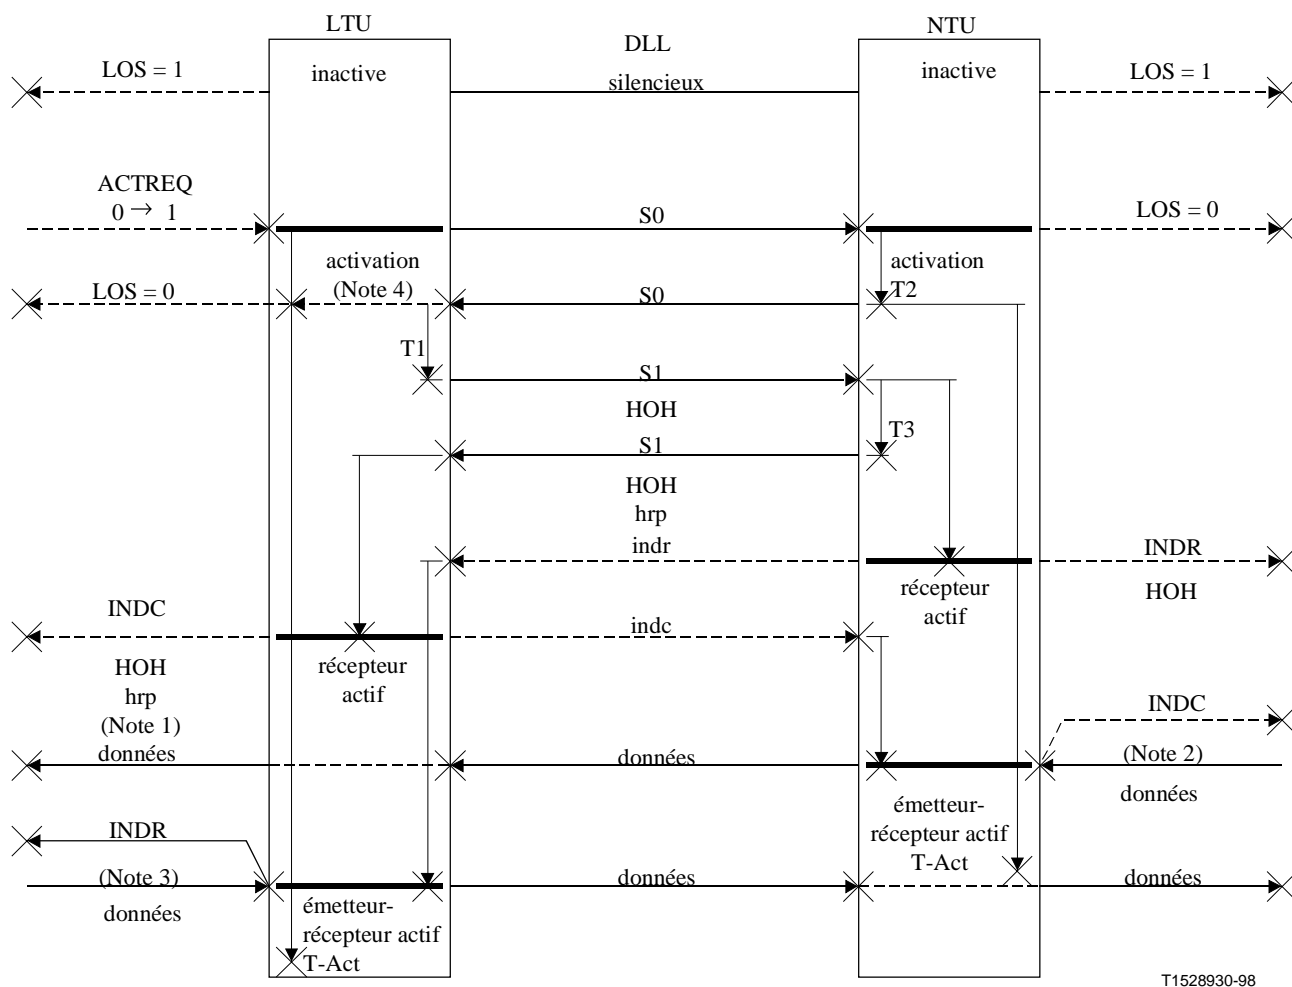 LTU
DLL
NTU
LOS = 1
inactive
silencieux
inactive
LOS = 1
ACTREQ
0 → 1
S0
LOS = 0
activation
(Note 4)
activation
LOS = 0
S0
T2
T1
S1
HOH
T3
S1
HOH
hrp
indr
INDR
récepteur
actif
HOH
INDC
indc
récepteur
actif
HOH
hrp
(Note 1)
données
INDC
données
(Note 2)
données
émetteur-
récepteur actif
T-Act
INDR
(Note 3)
données
données
données
émetteur-
récepteur actif
T-Act
T1528930-98